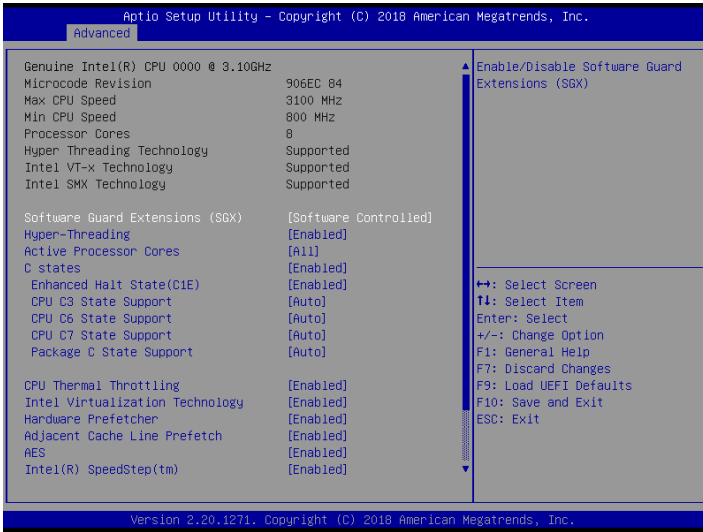 Aptio Setup Utility – Copyright (C) 2018 American Megatrends, Inc.
Advanced
Genuine Intel(R) CPU 0000 @ 3.10GHz
Microcode Revision 906EC 84
Max CPU Speed 3100 MHz
Min CPU Speed 800 MHz
Processor Cores 8
Hyper Threading Technology Supported
Intel VT-x Technology Supported
Intel SMX Technology Supported
Software Guard Extensions (SGX) [Software Controlled]
Hyper-Threading [Enabled]
Active Processor Cores [All]
C states [Enabled]
Enhanced Halt State(C1E) [Enabled]
CPU C3 State Support [Auto]
CPU C6 State Support [Auto]
CPU C7 State Support [Auto]
Package C State Support [Auto]
CPU Thermal Throttling [Enabled]
Intel Virtualization Technology [Enabled]
Hardware Prefetcher [Enabled]
Adjacent Cache Line Prefetch [Enabled]
AES [Enabled]
Intel(R) SpeedStep(tm) [Enabled]
Enable/Disable Software Guard
Extensions (SGX)
↔: Select Screen
↑↓: Select Item
Enter: Select
+/-: Change Option
F1: General Help
F7: Discard Changes
F9: Load UEFI Defaults
F10: Save and Exit
ESC: Exit
Version 2.20.1271. Copyright (C) 2018 American Megatrends, Inc.